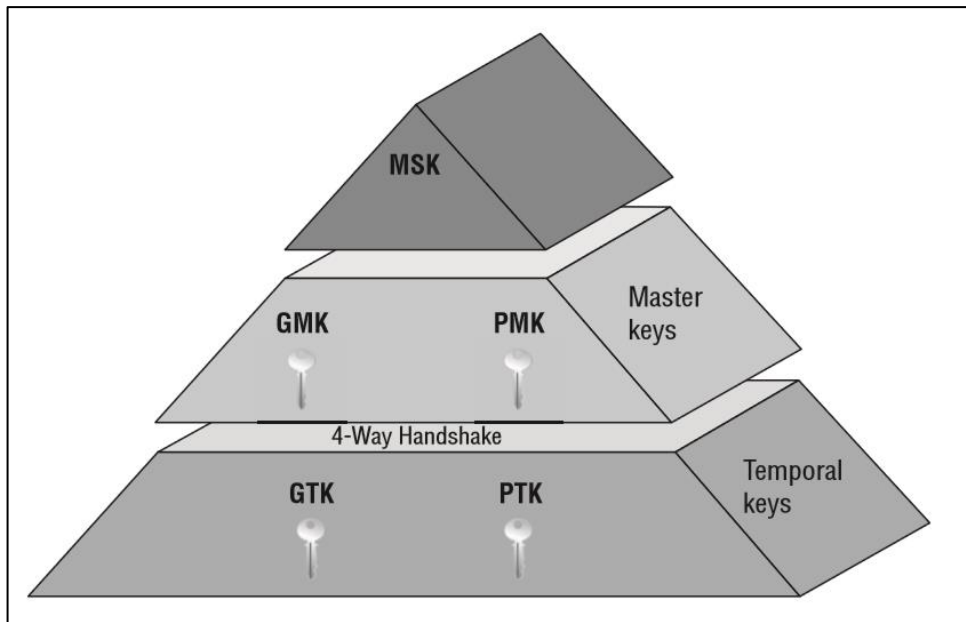 MSK
GMK
PMK
Master
keys
4-Way Handshake
GTK
PTK
Temporal
keys